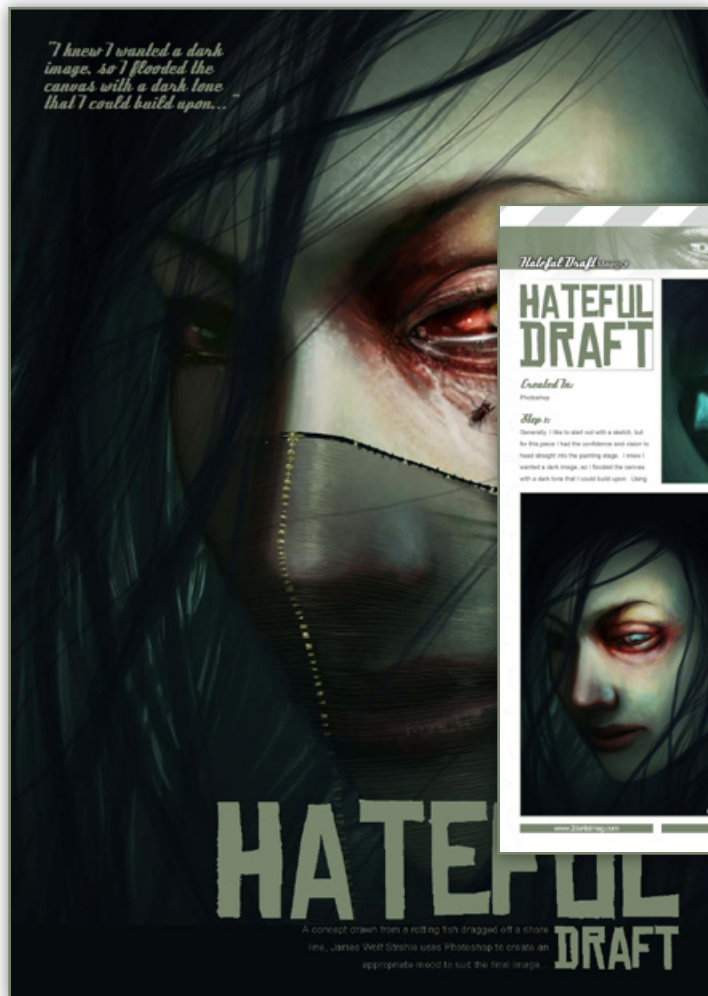 "I knew I wanted a dark
image, so I flooded the
canvas with a dark tone
that I could build upon... "
HATEFUL
DRAFT
A concept drawn from a rotting fish dragged off a shore
line, James Wolf Strehle uses Photoshop to create an
appropriate mood to suit the final image...
Hateful Draft
HATEFUL
DRAFT
Created In:
Photoshop
Step 1:
Generally, I like to start out with a sketch, but
for this piece I had the confidence and vision to
head straight into the painting stage. I knew I
wanted a dark image, so I flooded the canvas
with a dark tone that I could build upon. Using
www.2dartistmag.com